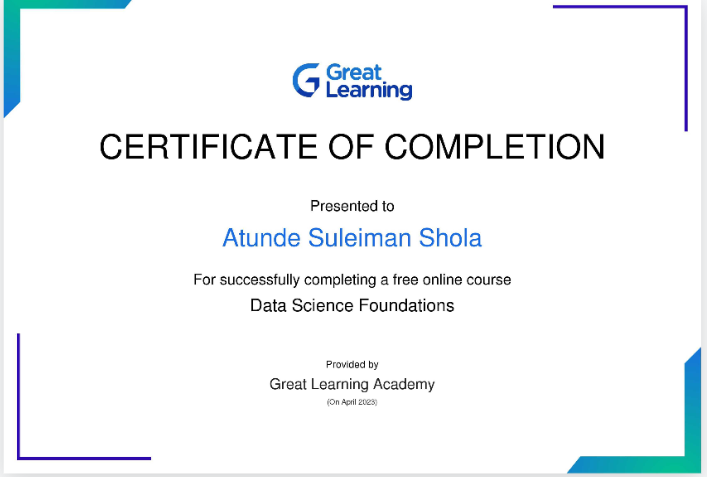 Great
Learning
CERTIFICATE OF COMPLETION
Presented to
Atunde Suleiman Shola
For successfully completing a free online course
Data Science Foundations
Provided by
Great Learning Academy
(On April 2023)